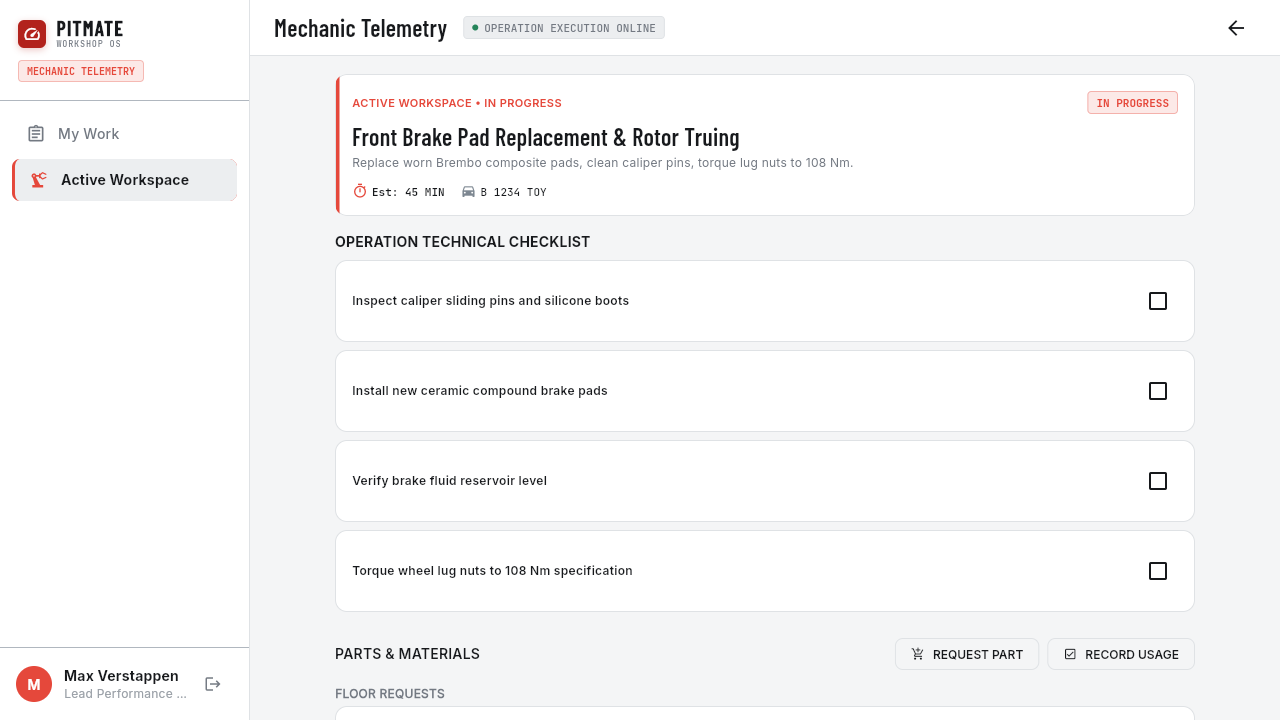 PITMATE
WORKSHOP OS
MECHANIC TELEMETRY
My Work
Active Workspace
Max Verstappen
Lead Performance ...
M
Mechanic Telemetry
OPERATION EXECUTION ONLINE
ACTIVE WORKSPACE • IN PROGRESS
IN PROGRESS
Front Brake Pad Replacement & Rotor Truing
Replace worn Brembo composite pads, clean caliper pins, torque lug nuts to 108 Nm.
Est: 45 MIN
B 1234 TOY
OPERATION TECHNICAL CHECKLIST
Inspect caliper sliding pins and silicone boots
Install new ceramic compound brake pads
Verify brake fluid reservoir level
Torque wheel lug nuts to 108 Nm specification
PARTS & MATERIALS
REQUEST PART
RECORD USAGE
FLOOR REQUESTS